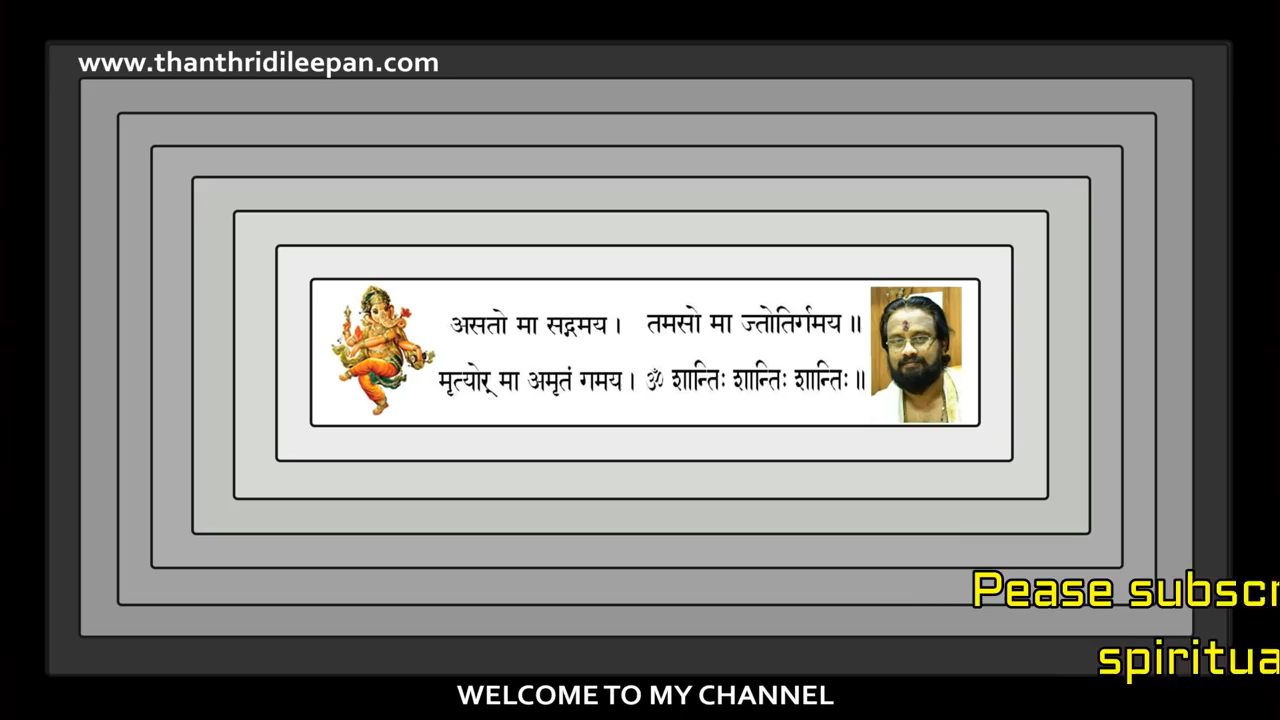 www.thanthridileepan.com
असतो मा सद्गमय। तमसो मा ज्तोतिर्गमय॥
मृत्योर् मा अमृतं गमय। ॐ शान्तिः शान्तिः शान्तिः॥
Pease subscr
spiritua
WELCOME TO MY CHANNEL